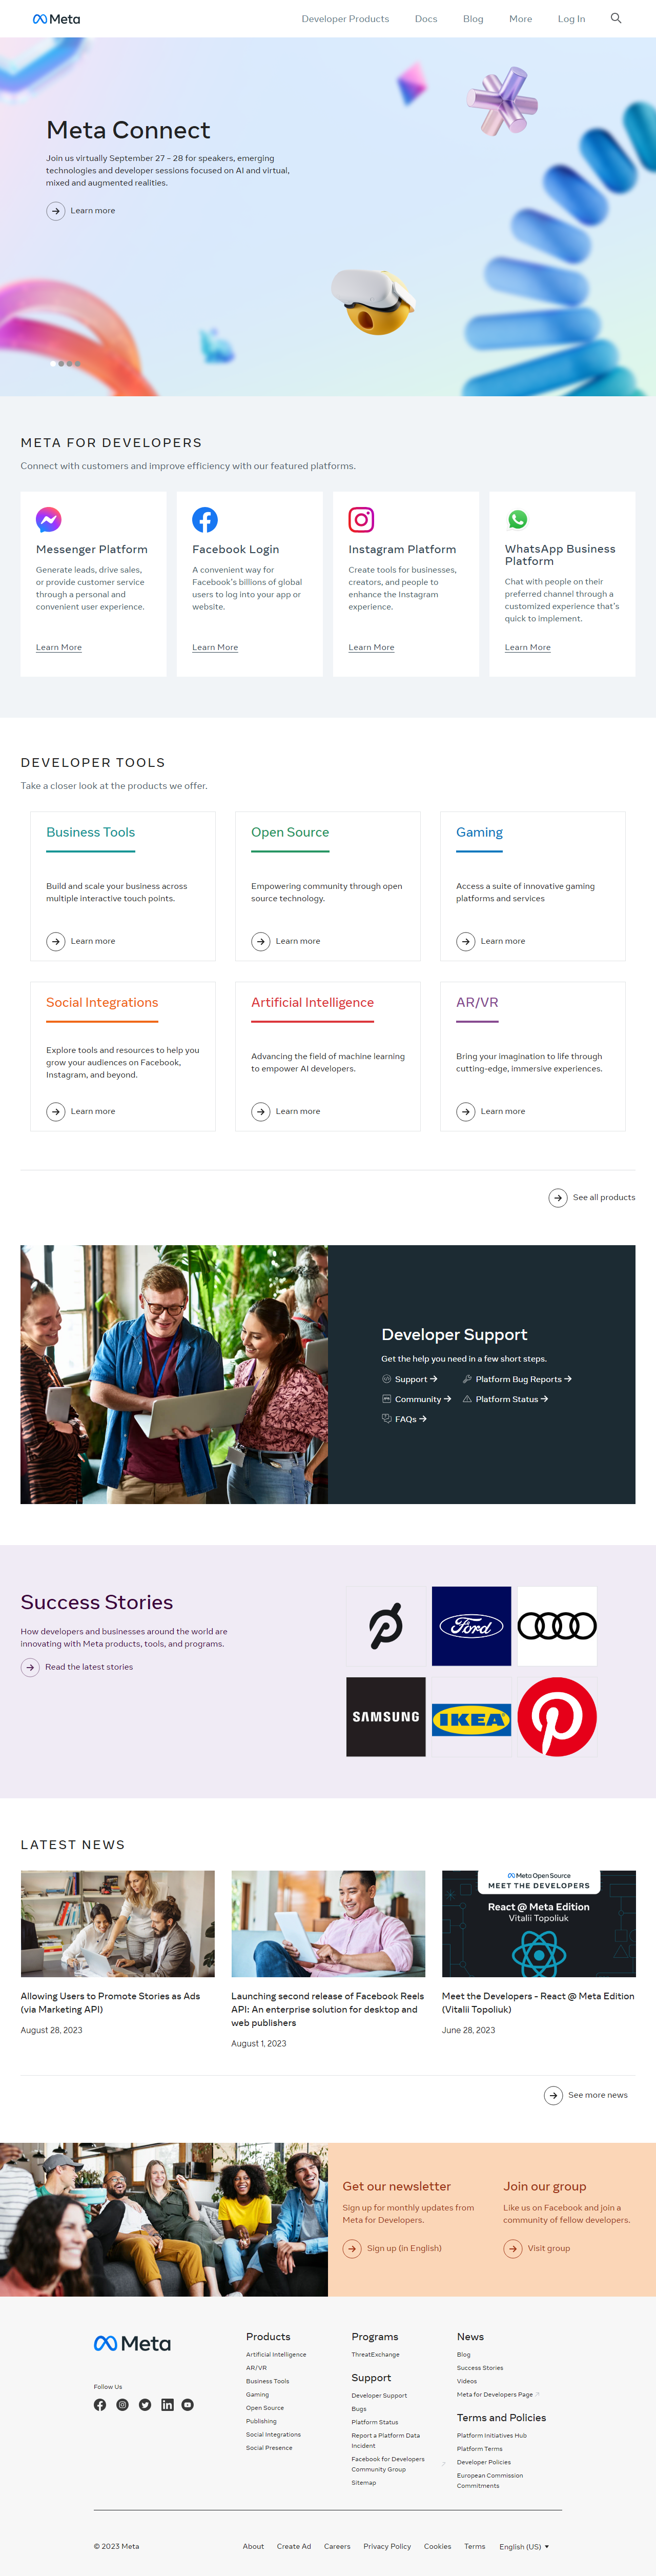 Meta
Developer Products Docs Blog More Log In
Meta Connect
Join us virtually September 27 – 28 for speakers, emerging
technologies and developer sessions focused on AI and virtual,
mixed and augmented realities.
Learn more
META FOR DEVELOPERS
Connect with customers and improve efficiency with our featured platforms.
Messenger Platform
Generate leads, drive sales,
or provide customer service
through a personal and
convenient user experience.
Learn More
Facebook Login
A convenient way for
Facebook's billions of global
users to log into your app or
website.
Learn More
Instagram Platform
Create tools for businesses,
creators, and people to
enhance the Instagram
experience.
Learn More
WhatsApp Business
Platform
Chat with people on their
preferred channel through a
customized experience that's
quick to implement.
Learn More
DEVELOPER TOOLS
Take a closer look at the products we offer.
Business Tools
Build and scale your business across
multiple interactive touch points.
Learn more
Open Source
Empowering community through open
source technology.
Learn more
Gaming
Access a suite of innovative gaming
platforms and services
Learn more
Social Integrations
Explore tools and resources to help you
grow your audiences on Facebook,
Instagram, and beyond.
Learn more
Artificial Intelligence
Advancing the field of machine learning
to empower AI developers.
Learn more
AR/VR
Bring your imagination to life through
cutting-edge, immersive experiences.
Learn more
See all products
Developer Support
Get the help you need in a few short steps.
Support → Platform Bug Reports →
Community → Platform Status →
FAQs →
Success Stories
How developers and businesses around the world are
innovating with Meta products, tools, and programs.
Read the latest stories
Ford
SAMSUNG
IKEA
LATEST NEWS
Allowing Users to Promote Stories as Ads
(via Marketing API)
August 28, 2023
Launching second release of Facebook Reels
API: An enterprise solution for desktop and
web publishers
August 1, 2023
Meta Open Source
MEET THE DEVELOPERS
React @ Meta Edition
Vitalii Topoliuk
Meet the Developers - React @ Meta Edition
(Vitalii Topoliuk)
June 28, 2023
See more news
Get our newsletter
Sign up for monthly updates from
Meta for Developers.
Sign up (in English)
Join our group
Like us on Facebook and join a
community of fellow developers.
Visit group
Meta
Follow Us
Products
Artificial Intelligence
AR/VR
Business Tools
Gaming
Open Source
Publishing
Social Integrations
Social Presence
Programs
ThreatExchange
Support
Developer Support
Bugs
Platform Status
Report a Platform Data
Incident
Facebook for Developers
Community Group
Sitemap
News
Blog
Success Stories
Videos
Meta for Developers Page
Terms and Policies
Platform Initiatives Hub
Platform Terms
Developer Policies
European Commission
Commitments
© 2023 Meta
About Create Ad Careers Privacy Policy Cookies Terms English (US)